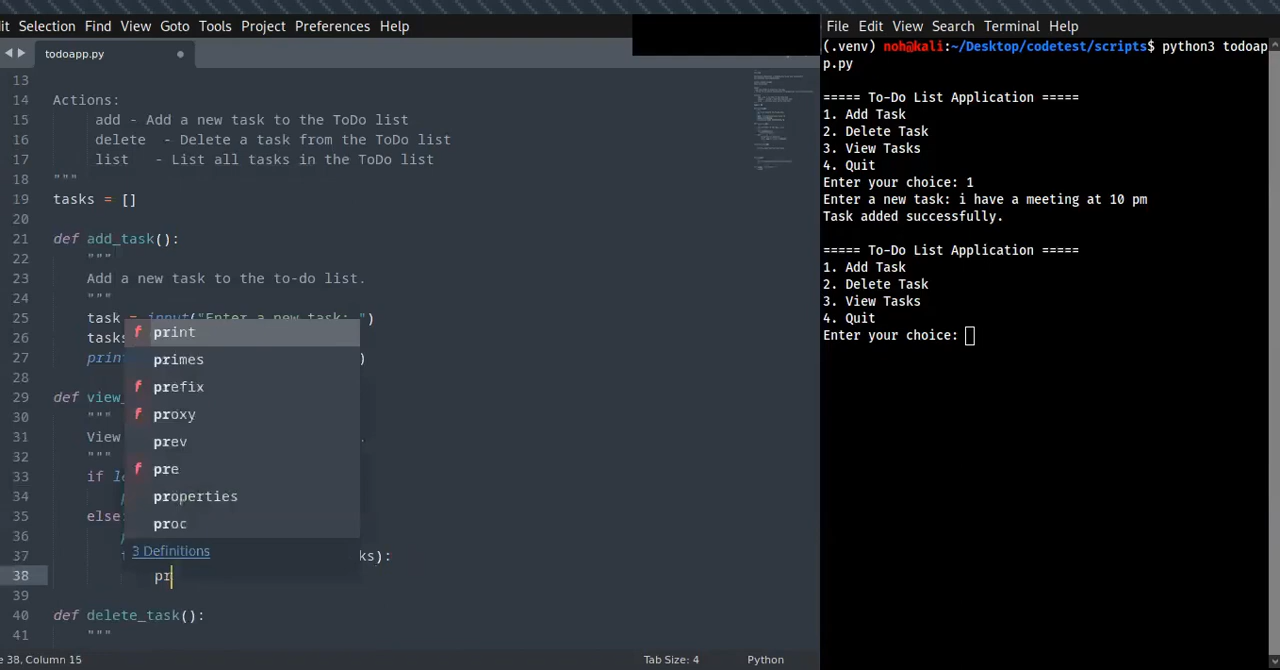 it Selection Find View Goto Tools Project Preferences Help
todoapp.py
13
14 Actions:
15 add - Add a new task to the ToDo list
16 delete - Delete a task from the ToDo list
17 list - List all tasks in the ToDo list
18 """
19 tasks = []
20
21 def add_task():
22 """
23 Add a new task to the to-do list.
24 """
25 task = input("Enter a new task: ")
26 tasks
27 print )
28
29 def view_
30 """
31 View .
32 """
33 if le
34
35 else
36
37 ks):
38 pr
39
40 def delete_task():
41 """
print
primes
prefix
proxy
prev
pre
properties
proc
3 Definitions
e 38, Column 15
Tab Size: 4 Python
File Edit View Search Terminal Help
(.venv) noh@kali:~/Desktop/codetest/scripts$ python3 todoap
p.py
===== To-Do List Application =====
1. Add Task
2. Delete Task
3. View Tasks
4. Quit
Enter your choice: 1
Enter a new task: i have a meeting at 10 pm
Task added successfully.
===== To-Do List Application =====
1. Add Task
2. Delete Task
3. View Tasks
4. Quit
Enter your choice: